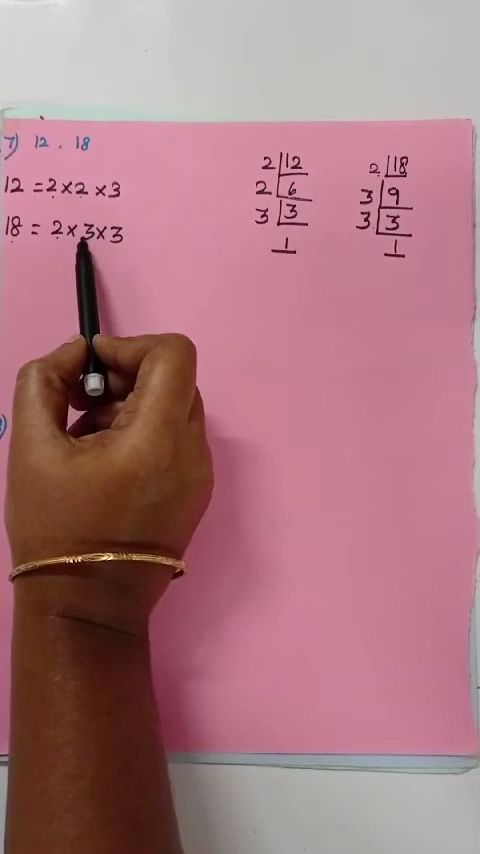 7) 12, 18
12 = 2 × 2 × 3
18 = 2 × 3 × 3
2 | 12
2 | 6
3 | 3
1
2 | 18
3 | 9
3 | 3
1